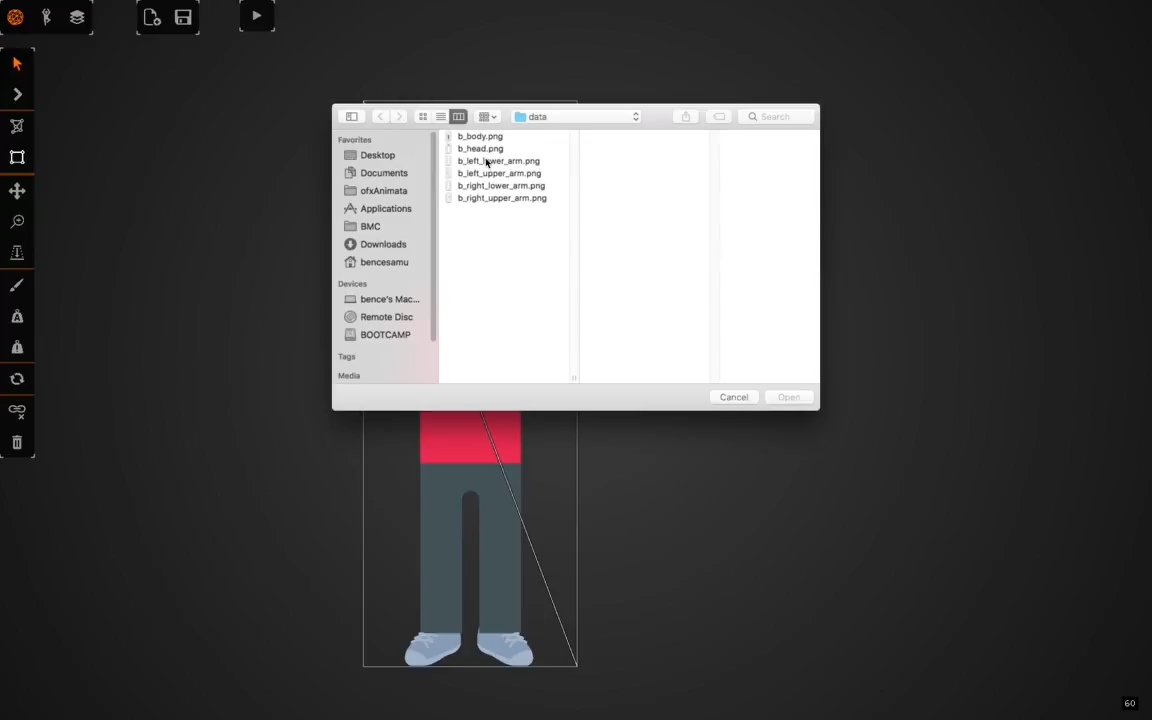 data
Search
Favorites
Desktop
Documents
ofxAnimata
Applications
BMC
Downloads
bencesamu
Devices
bence's Mac...
Remote Disc
BOOTCAMP
Tags
Media
b_body.png
b_head.png
b_left_lower_arm.png
b_left_upper_arm.png
b_right_lower_arm.png
b_right_upper_arm.png
Cancel
Open
60